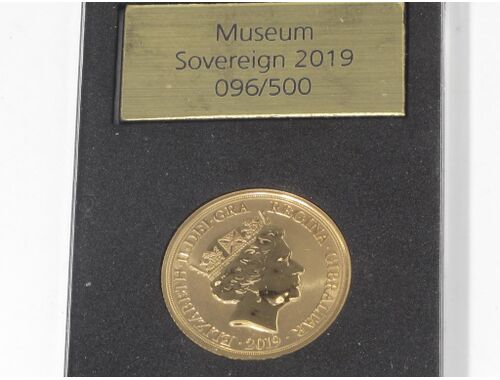 Museum
Sovereign 2019
096/500
ELIZABETH·II·DEI·GRA REGINA GIBRALTAR
·2019·